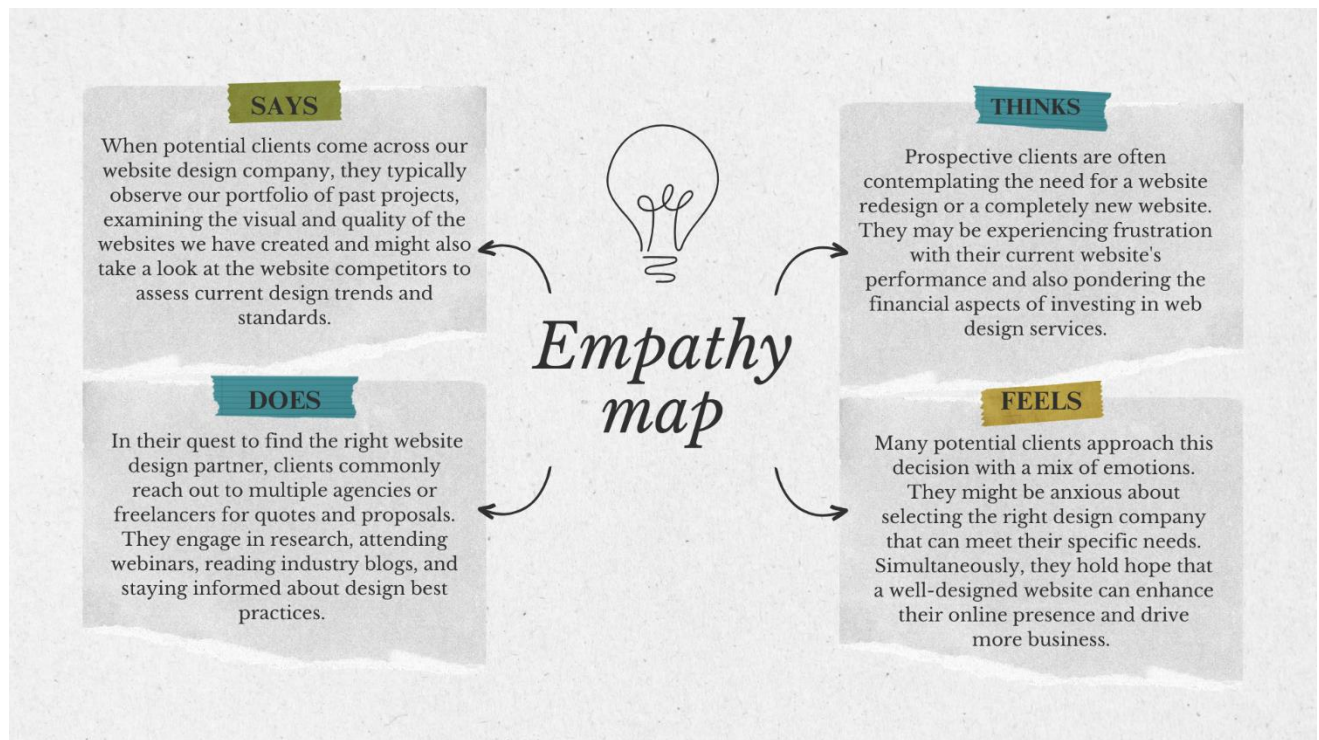 SAYS
When potential clients come across our
website design company, they typically
observe our portfolio of past projects,
examining the visual and quality of the
websites we have created and might also
take a look at the website competitors to
assess current design trends and
standards.
THINKS
Prospective clients are often
contemplating the need for a website
redesign or a completely new website.
They may be experiencing frustration
with their current website's
performance and also pondering the
financial aspects of investing in web
design services.
Empathy
map
DOES
In their quest to find the right website
design partner, clients commonly
reach out to multiple agencies or
freelancers for quotes and proposals.
They engage in research, attending
webinars, reading industry blogs, and
staying informed about design best
practices.
FEELS
Many potential clients approach this
decision with a mix of emotions.
They might be anxious about
selecting the right design company
that can meet their specific needs.
Simultaneously, they hold hope that
a well-designed website can enhance
their online presence and drive
more business.